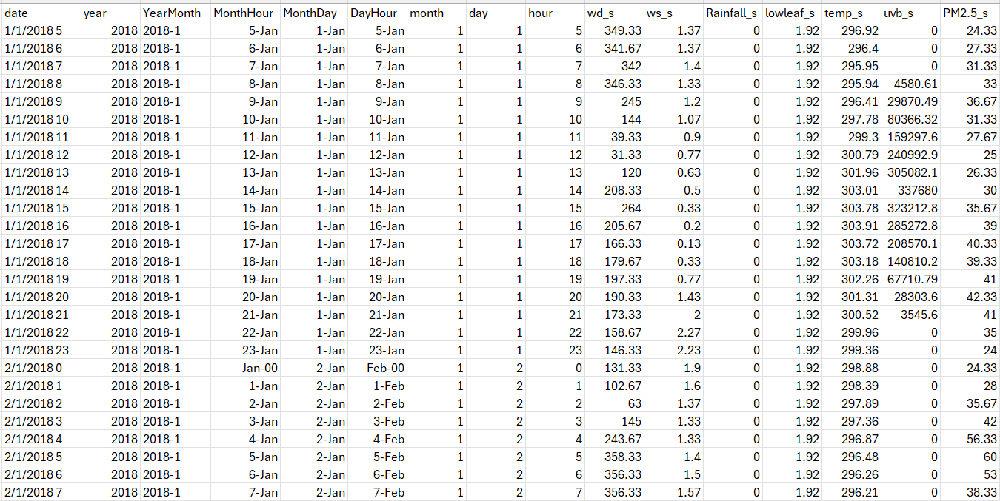 date year YearMonth MonthHour MonthDay DayHour month day hour wd_s ws_s Rainfall_s lowleaf_s temp_s uvb_s PM2.5_s
1/1/2018 5 2018 2018-1 5-Jan 1-Jan 5-Jan 1 1 5 349.33 1.37 0 1.92 296.92 0 24.33
1/1/2018 6 2018 2018-1 6-Jan 1-Jan 6-Jan 1 1 6 341.67 1.37 0 1.92 296.4 0 27.33
1/1/2018 7 2018 2018-1 7-Jan 1-Jan 7-Jan 1 1 7 342 1.4 0 1.92 295.95 0 31.33
1/1/2018 8 2018 2018-1 8-Jan 1-Jan 8-Jan 1 1 8 346.33 1.33 0 1.92 295.94 4580.61 33
1/1/2018 9 2018 2018-1 9-Jan 1-Jan 9-Jan 1 1 9 245 1.2 0 1.92 296.41 29870.49 36.67
1/1/2018 10 2018 2018-1 10-Jan 1-Jan 10-Jan 1 1 10 144 1.07 0 1.92 297.78 80366.32 31.33
1/1/2018 11 2018 2018-1 11-Jan 1-Jan 11-Jan 1 1 11 39.33 0.9 0 1.92 299.3 159297.6 27.67
1/1/2018 12 2018 2018-1 12-Jan 1-Jan 12-Jan 1 1 12 31.33 0.77 0 1.92 300.79 240992.9 25
1/1/2018 13 2018 2018-1 13-Jan 1-Jan 13-Jan 1 1 13 120 0.63 0 1.92 301.96 305082.1 26.33
1/1/2018 14 2018 2018-1 14-Jan 1-Jan 14-Jan 1 1 14 208.33 0.5 0 1.92 303.01 337680 30
1/1/2018 15 2018 2018-1 15-Jan 1-Jan 15-Jan 1 1 15 264 0.33 0 1.92 303.78 323212.8 35.67
1/1/2018 16 2018 2018-1 16-Jan 1-Jan 16-Jan 1 1 16 205.67 0.2 0 1.92 303.91 285272.8 39
1/1/2018 17 2018 2018-1 17-Jan 1-Jan 17-Jan 1 1 17 166.33 0.13 0 1.92 303.72 208570.1 40.33
1/1/2018 18 2018 2018-1 18-Jan 1-Jan 18-Jan 1 1 18 179.67 0.33 0 1.92 303.18 140810.2 39.33
1/1/2018 19 2018 2018-1 19-Jan 1-Jan 19-Jan 1 1 19 197.33 0.77 0 1.92 302.26 67710.79 41
1/1/2018 20 2018 2018-1 20-Jan 1-Jan 20-Jan 1 1 20 190.33 1.43 0 1.92 301.31 28303.6 42.33
1/1/2018 21 2018 2018-1 21-Jan 1-Jan 21-Jan 1 1 21 173.33 2 0 1.92 300.52 3545.6 41
1/1/2018 22 2018 2018-1 22-Jan 1-Jan 22-Jan 1 1 22 158.67 2.27 0 1.92 299.96 0 35
1/1/2018 23 2018 2018-1 23-Jan 1-Jan 23-Jan 1 1 23 146.33 2.23 0 1.92 299.36 0 24
2/1/2018 0 2018 2018-1 Jan-00 2-Jan Feb-00 1 2 0 131.33 1.9 0 1.92 298.88 0 24.33
2/1/2018 1 2018 2018-1 1-Jan 2-Jan 1-Feb 1 2 1 102.67 1.6 0 1.92 298.39 0 28
2/1/2018 2 2018 2018-1 2-Jan 2-Jan 2-Feb 1 2 2 63 1.37 0 1.92 297.89 0 35.67
2/1/2018 3 2018 2018-1 3-Jan 2-Jan 3-Feb 1 2 3 145 1.33 0 1.92 297.36 0 42
2/1/2018 4 2018 2018-1 4-Jan 2-Jan 4-Feb 1 2 4 243.67 1.33 0 1.92 296.87 0 56.33
2/1/2018 5 2018 2018-1 5-Jan 2-Jan 5-Feb 1 2 5 358.33 1.4 0 1.92 296.48 0 60
2/1/2018 6 2018 2018-1 6-Jan 2-Jan 6-Feb 1 2 6 356.33 1.5 0 1.92 296.26 0 53
2/1/2018 7 2018 2018-1 7-Jan 2-Jan 7-Feb 1 2 7 356.33 1.57 0 1.92 296.21 0 38.33